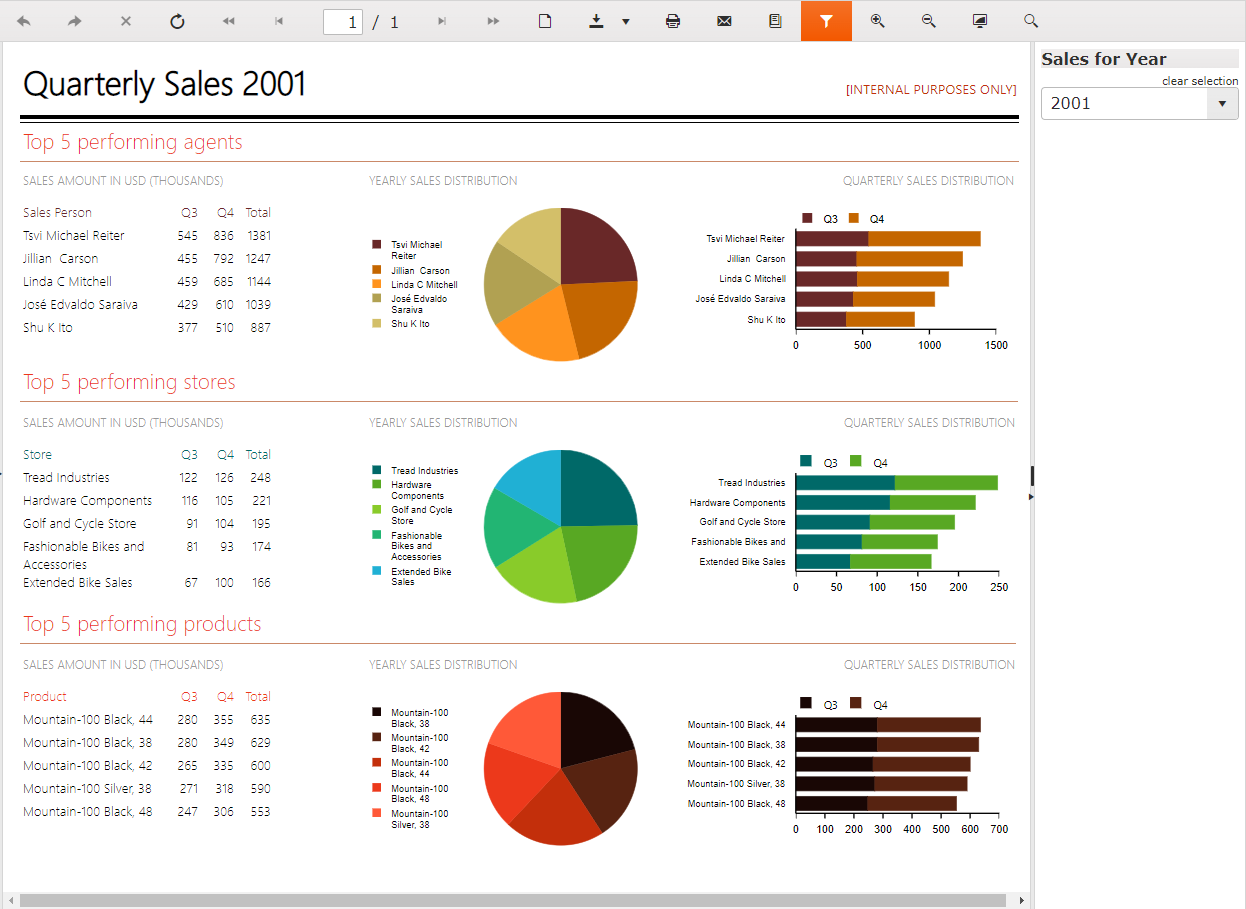 1 / 1
Sales for Year
clear selection
2001
Quarterly Sales 2001
[INTERNAL PURPOSES ONLY]
Top 5 performing agents
SALES AMOUNT IN USD (THOUSANDS)
Sales Person Q3 Q4 Total
Tsvi Michael Reiter 545 836 1381
Jillian Carson 455 792 1247
Linda C Mitchell 459 685 1144
José Edvaldo Saraiva 429 610 1039
Shu K Ito 377 510 887
YEARLY SALES DISTRIBUTION
Tsvi Michael
Reiter
Jillian Carson
Linda C Mitchell
José Edvaldo
Saraiva
Shu K Ito
QUARTERLY SALES DISTRIBUTION
Q3 Q4
Tsvi Michael Reiter
Jillian Carson
Linda C Mitchell
José Edvaldo Saraiva
Shu K Ito
0 500 1000 1500
Top 5 performing stores
SALES AMOUNT IN USD (THOUSANDS)
Store Q3 Q4 Total
Tread Industries 122 126 248
Hardware Components 116 105 221
Golf and Cycle Store 91 104 195
Fashionable Bikes and 81 93 174
Accessories
Extended Bike Sales 67 100 166
YEARLY SALES DISTRIBUTION
Tread Industries
Hardware
Components
Golf and Cycle
Store
Fashionable
Bikes and
Accessories
Extended Bike
Sales
QUARTERLY SALES DISTRIBUTION
Q3 Q4
Tread Industries
Hardware Components
Golf and Cycle Store
Fashionable Bikes and
Extended Bike Sales
0 50 100 150 200 250
Top 5 performing products
SALES AMOUNT IN USD (THOUSANDS)
Product Q3 Q4 Total
Mountain-100 Black, 44 280 355 635
Mountain-100 Black, 38 280 349 629
Mountain-100 Black, 42 265 335 600
Mountain-100 Silver, 38 271 318 590
Mountain-100 Black, 48 247 306 553
YEARLY SALES DISTRIBUTION
Mountain-100
Black, 38
Mountain-100
Black, 42
Mountain-100
Black, 44
Mountain-100
Black, 48
Mountain-100
Silver, 38
QUARTERLY SALES DISTRIBUTION
Q3 Q4
Mountain-100 Black, 44
Mountain-100 Black, 38
Mountain-100 Black, 42
Mountain-100 Silver, 38
Mountain-100 Black, 48
0 100 200 300 400 500 600 700